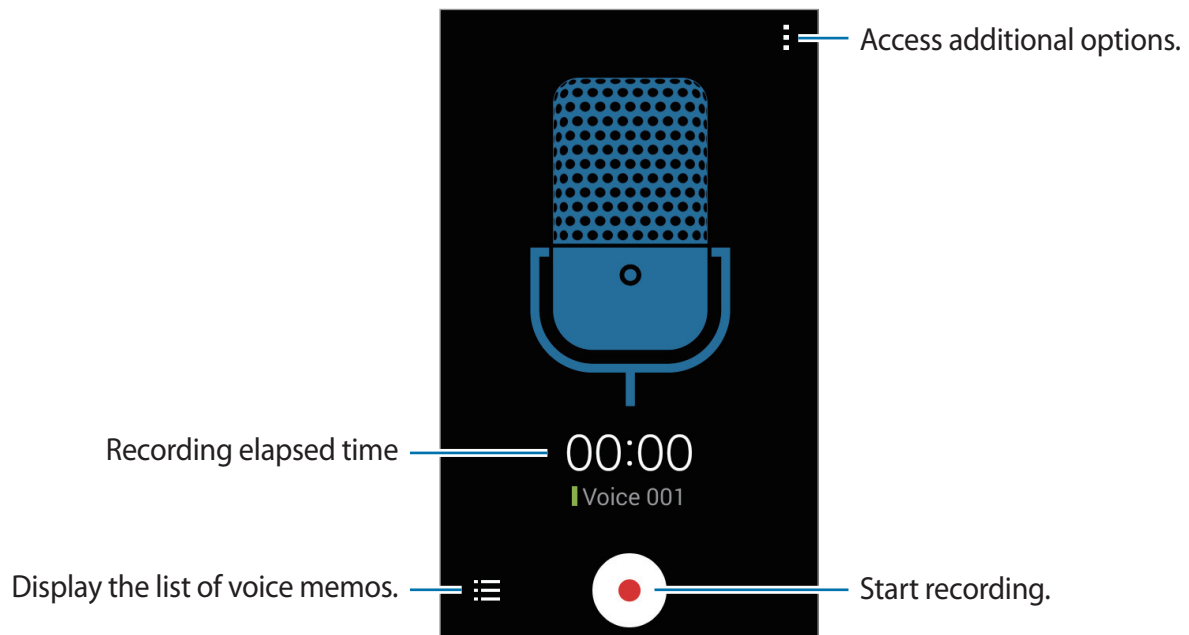 Access additional options.
Recording elapsed time
00:00
Voice 001
Display the list of voice memos.
Start recording.